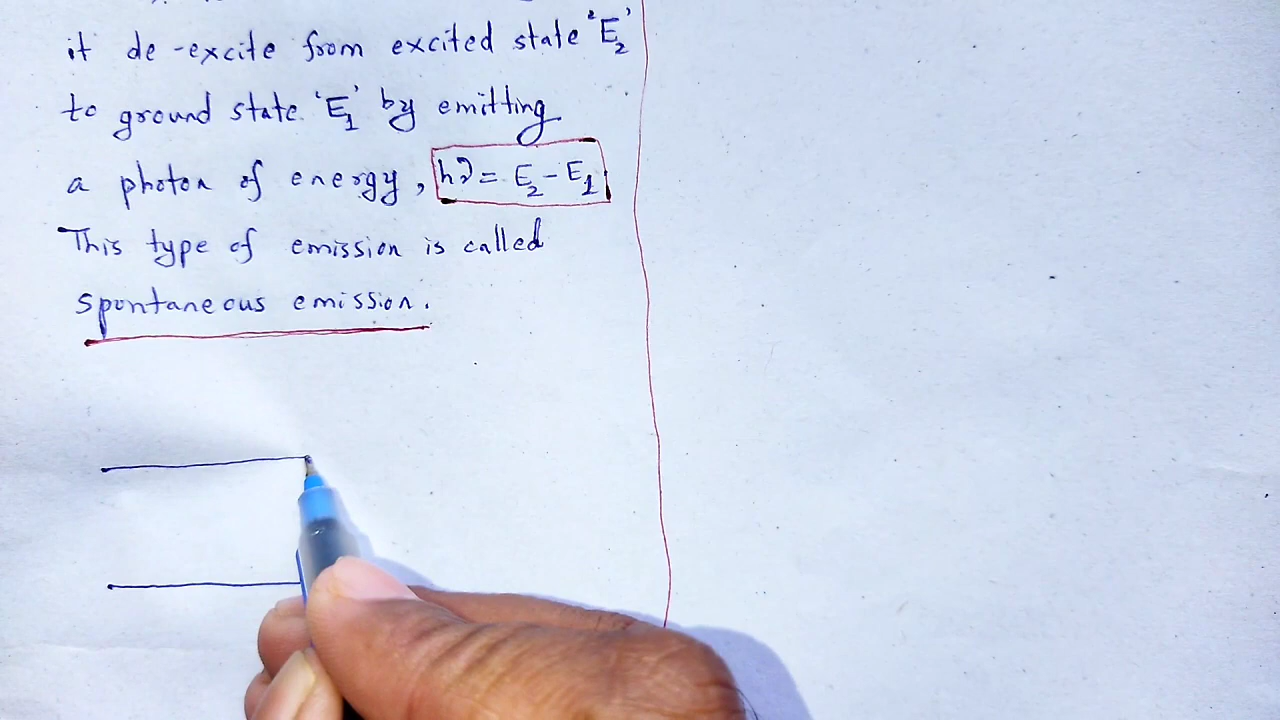 it de-excite from excited state 'E₂'
to ground state 'E₁' by emitting
a photon of energy, hν = E₂ - E₁
This type of emission is called
spontaneous emission.